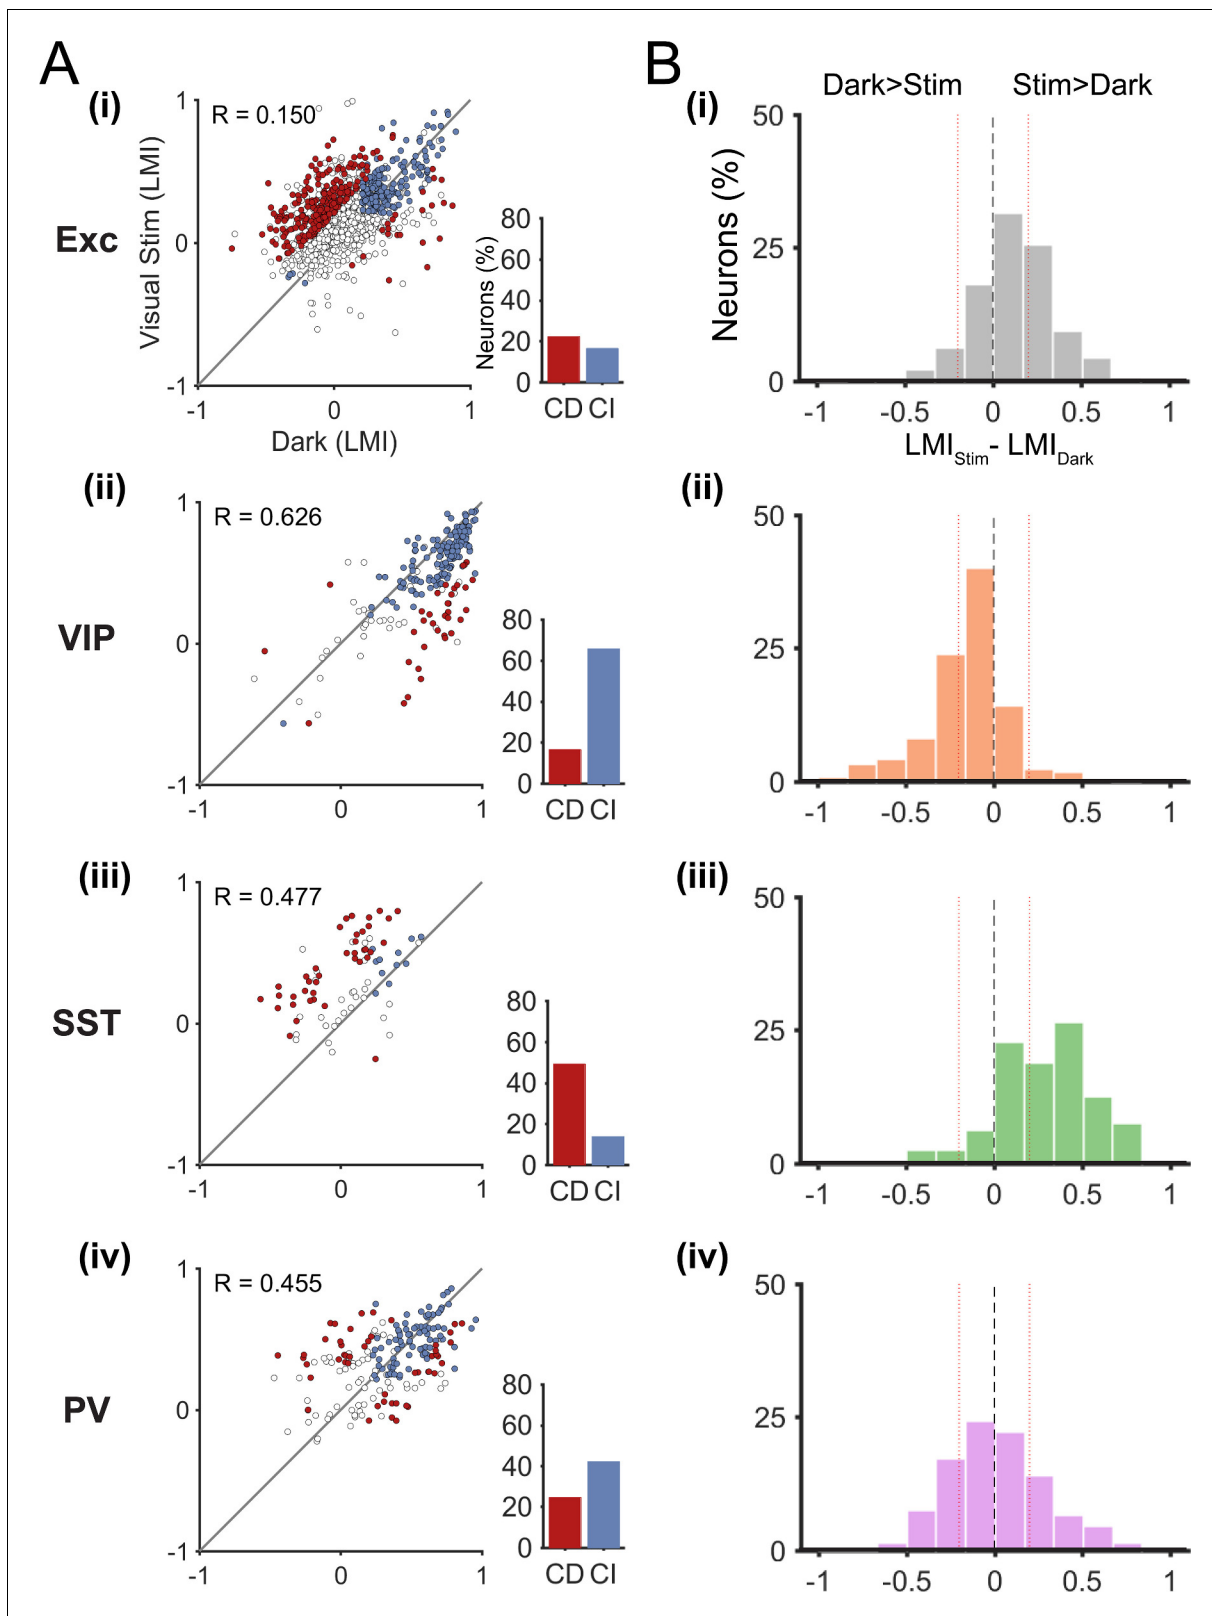 A
(i)
R = 0.150
Visual Stim (LMI)
Exc
1
0
-1
-1
0
1
Dark (LMI)
Neurons (%)
80
60
40
20
0
CD CI
(ii)
R = 0.626
VIP
1
0
-1
-1
0
1
80
60
40
20
0
CD CI
(iii)
R = 0.477
SST
1
0
-1
-1
0
1
80
60
40
20
0
CD CI
(iv)
R = 0.455
PV
1
0
-1
-1
0
1
80
60
40
20
0
CD CI
B
Dark>Stim
Stim>Dark
(i)
Neurons (%)
50
25
0
-1
-0.5
0
0.5
1
LMIStim- LMIDark
(ii)
50
25
0
-1
-0.5
0
0.5
1
(iii)
50
25
0
-1
-0.5
0
0.5
1
(iv)
50
25
0
-1
-0.5
0
0.5
1